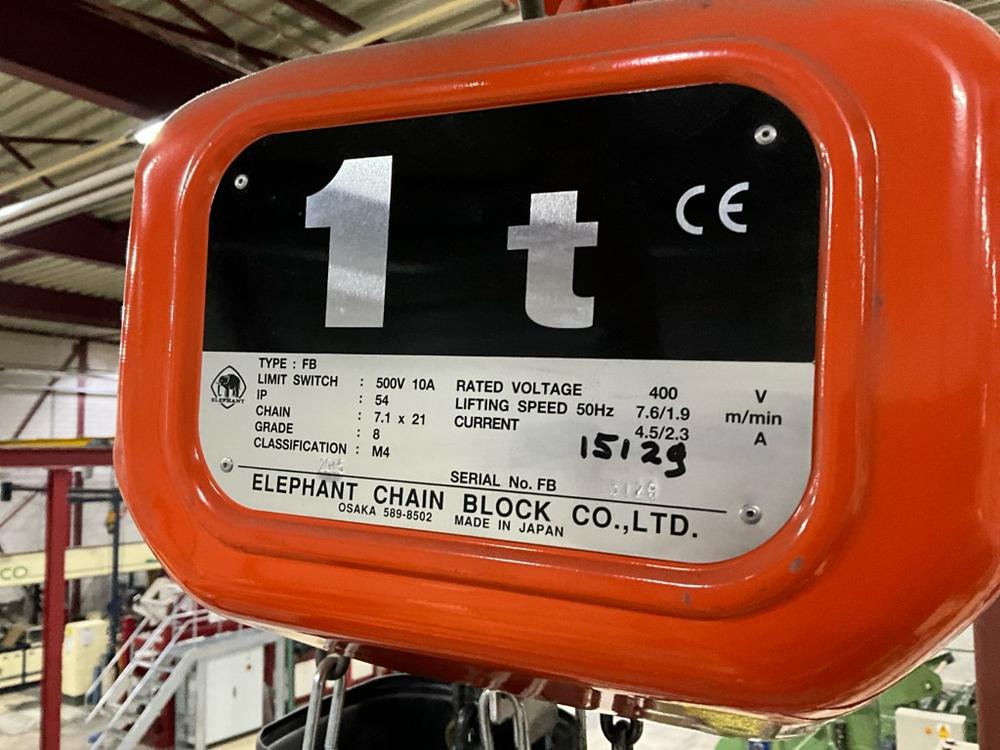 1 t
CE
TYPE : FB
LIMIT SWITCH : 500V 10A
IP : 54
CHAIN : 7.1 x 21
GRADE : 8
CLASSIFICATION : M4
RATED VOLTAGE 400 V
LIFTING SPEED 50Hz 7.6/1.9 m/min
CURRENT 4.5/2.3 A
ELEPHANT
15129
SERIAL No. FB
ELEPHANT CHAIN BLOCK CO.,LTD.
OSAKA 589-8502 MADE IN JAPAN
CO